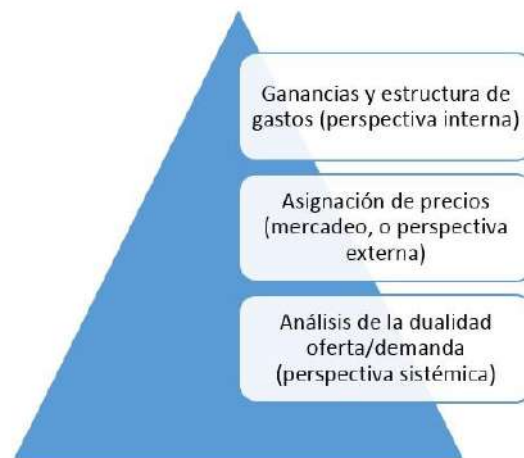 Ganancias y estructura de
gastos (perspectiva interna)
Asignación de precios
(mercadeo, o perspectiva
externa)
Análisis de la dualidad
oferta/demanda
(perspectiva sistémica)